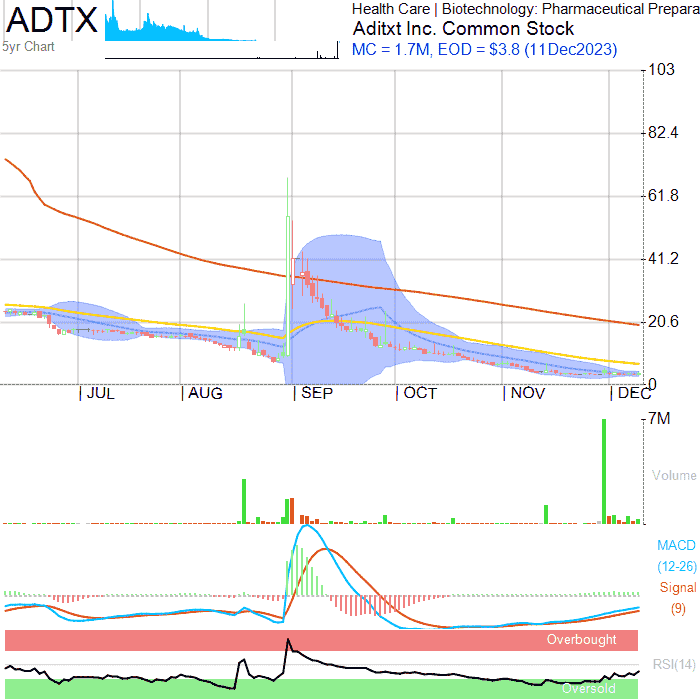 ADTX
5yr Chart
Health Care | Biotechnology: Pharmaceutical Prepara
Aditxt Inc. Common Stock
MC = 1.7M, EOD = $3.8 (11Dec2023)
103
82.4
61.8
41.2
20.6
0
JUL AUG SEP OCT NOV DEC
7M
Volume
MACD
(12-26)
Signal
(9)
Overbought
RSI(14)
Oversold